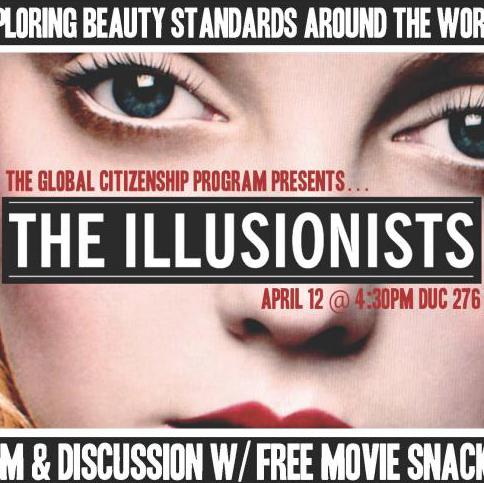 PLORING BEAUTY STANDARDS AROUND THE WOR
THE GLOBAL CITIZENSHIP PROGRAM PRESENTS...
THE ILLUSIONISTS
APRIL 12 @ 4:30PM DUC 276
M & DISCUSSION W/ FREE MOVIE SNACK